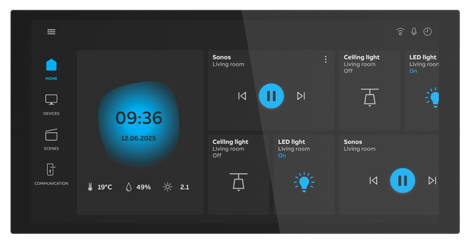 HOME
DEVICES
SCENES
COMMUNICATION
09:36
12.06.2025
19°C
49%
2.1
Sonos
Living room
Ceiling light
Living room
Off
LED light
Living room
On
Ceiling light
Living room
Off
LED light
Living room
On
Sonos
Living room